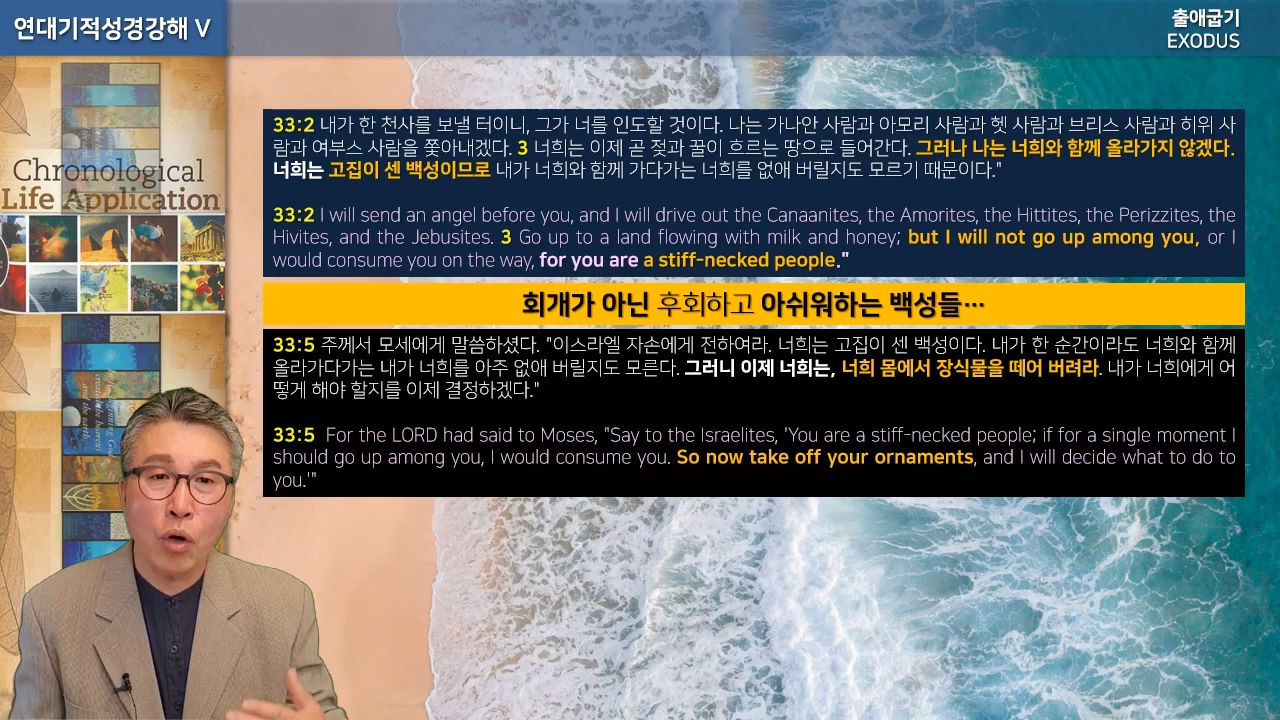 연대기적성경강해 V
출애굽기
EXODUS
Chronological
Life Application
33:2 내가 한 천사를 보낼 터이니, 그가 너를 인도할 것이다. 나는 가나안 사람과 아모리 사람과 헷 사람과 브리스 사람과 히위 사
람과 여부스 사람을 쫓아내겠다. 3 너희는 이제 곧 젖과 꿀이 흐르는 땅으로 들어간다. 그러나 나는 너희와 함께 올라가지 않겠다.
너희는 고집이 센 백성이므로 내가 너희와 함께 가다가는 너희를 없애 버릴지도 모르기 때문이다."
33:2 I will send an angel before you, and I will drive out the Canaanites, the Amorites, the Hittites, the Perizzites, the
Hivites, and the Jebusites. 3 Go up to a land flowing with milk and honey; but I will not go up among you, or I
would consume you on the way, for you are a stiff-necked people."
회개가 아닌 후회하고 아쉬워하는 백성들…
33:5 주께서 모세에게 말씀하셨다. "이스라엘 자손에게 전하여라. 너희는 고집이 센 백성이다. 내가 한 순간이라도 너희와 함께
올라가다가는 내가 너희를 아주 없애 버릴지도 모른다. 그러니 이제 너희는, 너희 몸에서 장식물을 떼어 버려라. 내가 너희에게 어
떻게 해야 할지를 이제 결정하겠다."
33:5 For the LORD had said to Moses, "Say to the Israelites, 'You are a stiff-necked people; if for a single moment I
should go up among you, I would consume you. So now take off your ornaments, and I will decide what to do to
you.'"